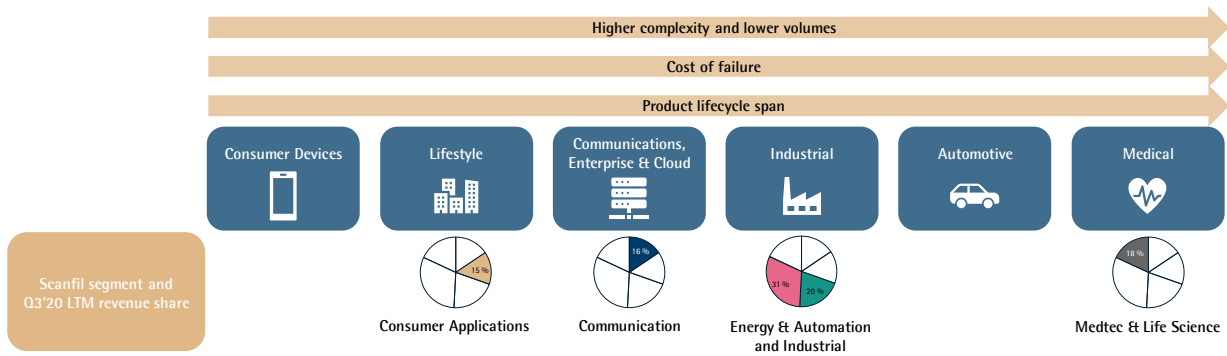 Higher complexity and lower volumes
Cost of failure
Product lifecycle span
Consumer Devices
Lifestyle
Communications,
Enterprise & Cloud
Industrial
Automotive
Medical
Scanfil segment and
Q3'20 LTM revenue share
15 %
16 %
31 %
20 %
18 %
Consumer Applications
Communication
Energy & Automation
and Industrial
Medtec & Life Science